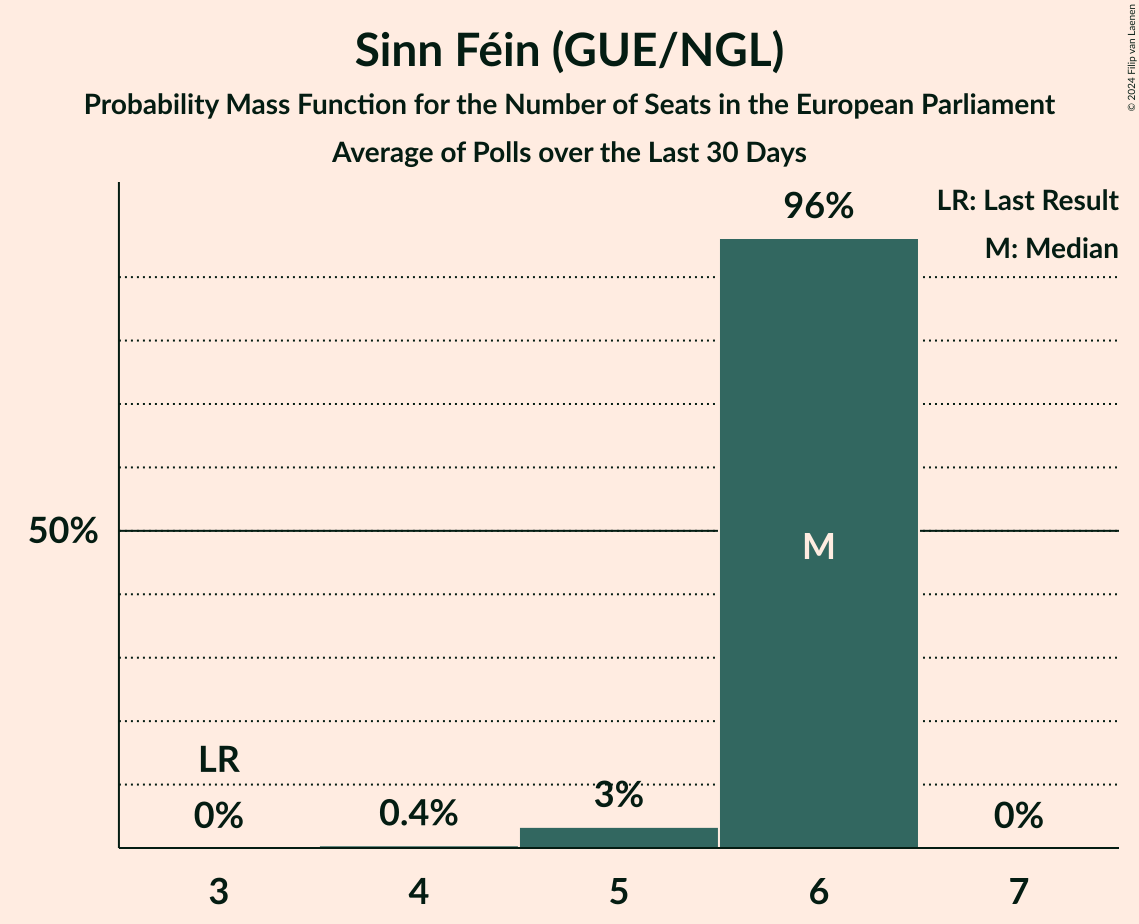 Sinn Féin (GUE/NGL)
Probability Mass Function for the Number of Seats in the European Parliament
Average of Polls over the Last 30 Days
© 2024 Filip van Laenen
LR: Last Result
M: Median
96%
50%
M
LR
0%
0.4%
3%
0%
3
4
5
6
7